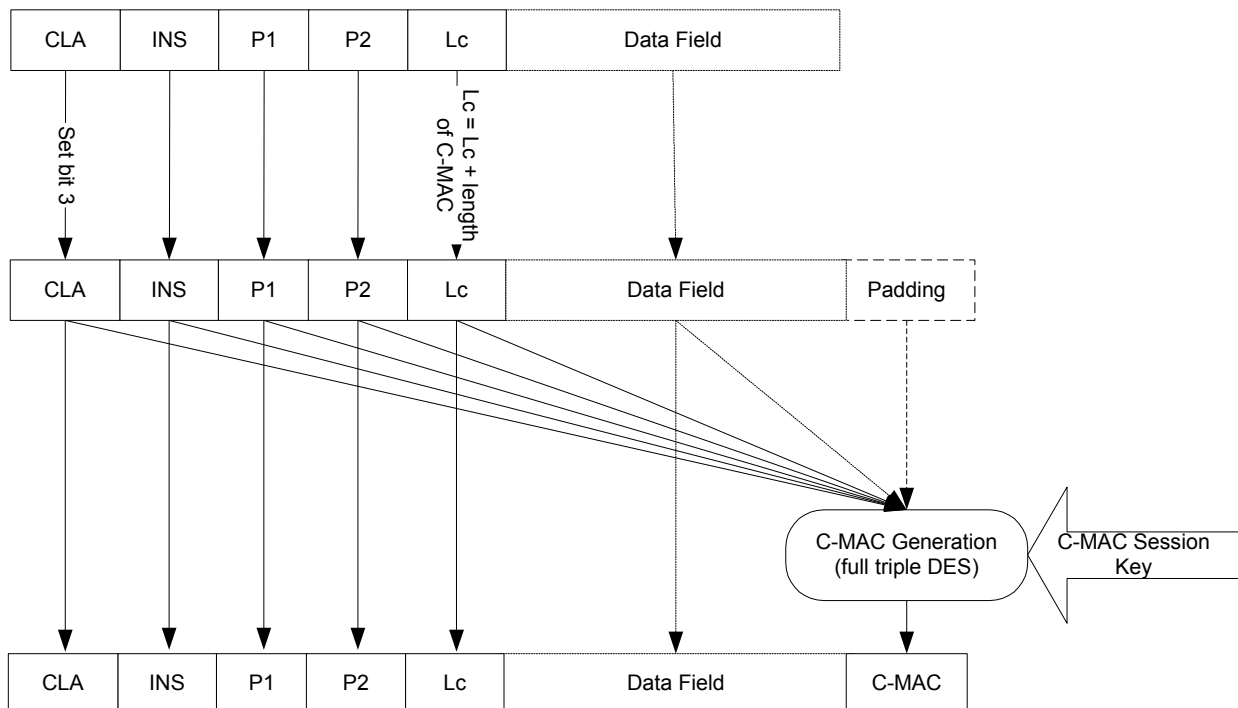 CLA INS P1 P2 Lc Data Field
Set bit 3
Lc = Lc + length
of C-MAC
CLA INS P1 P2 Lc Data Field Padding
C-MAC Generation
(full triple DES)
C-MAC Session
Key
CLA INS P1 P2 Lc Data Field C-MAC